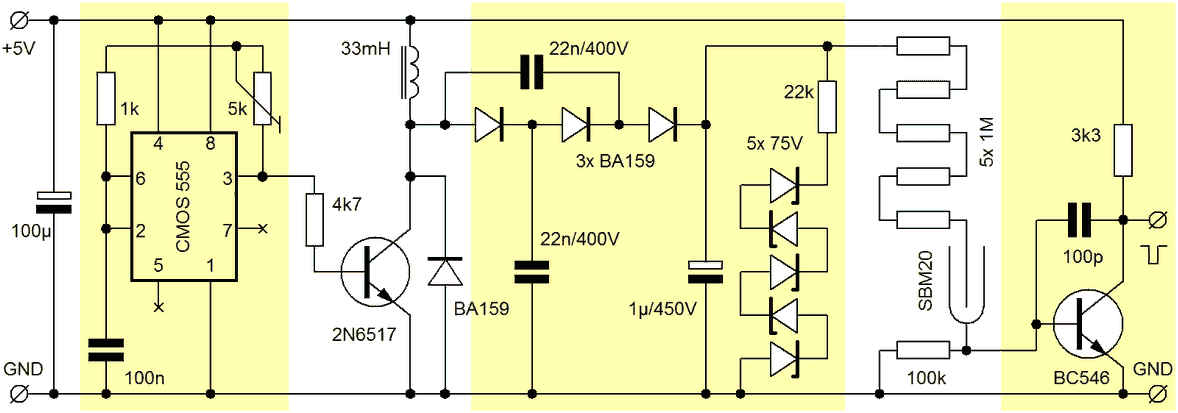 +5V
100µ
GND
1k
5k
4
8
6
3
2
7
5
1
CMOS 555
100n
33mH
4k7
2N6517
BA159
22n/400V
3x BA159
22n/400V
1µ/450V
22k
5x 75V
5x 1M
SBM20
100k
3k3
100p
BC546
GND